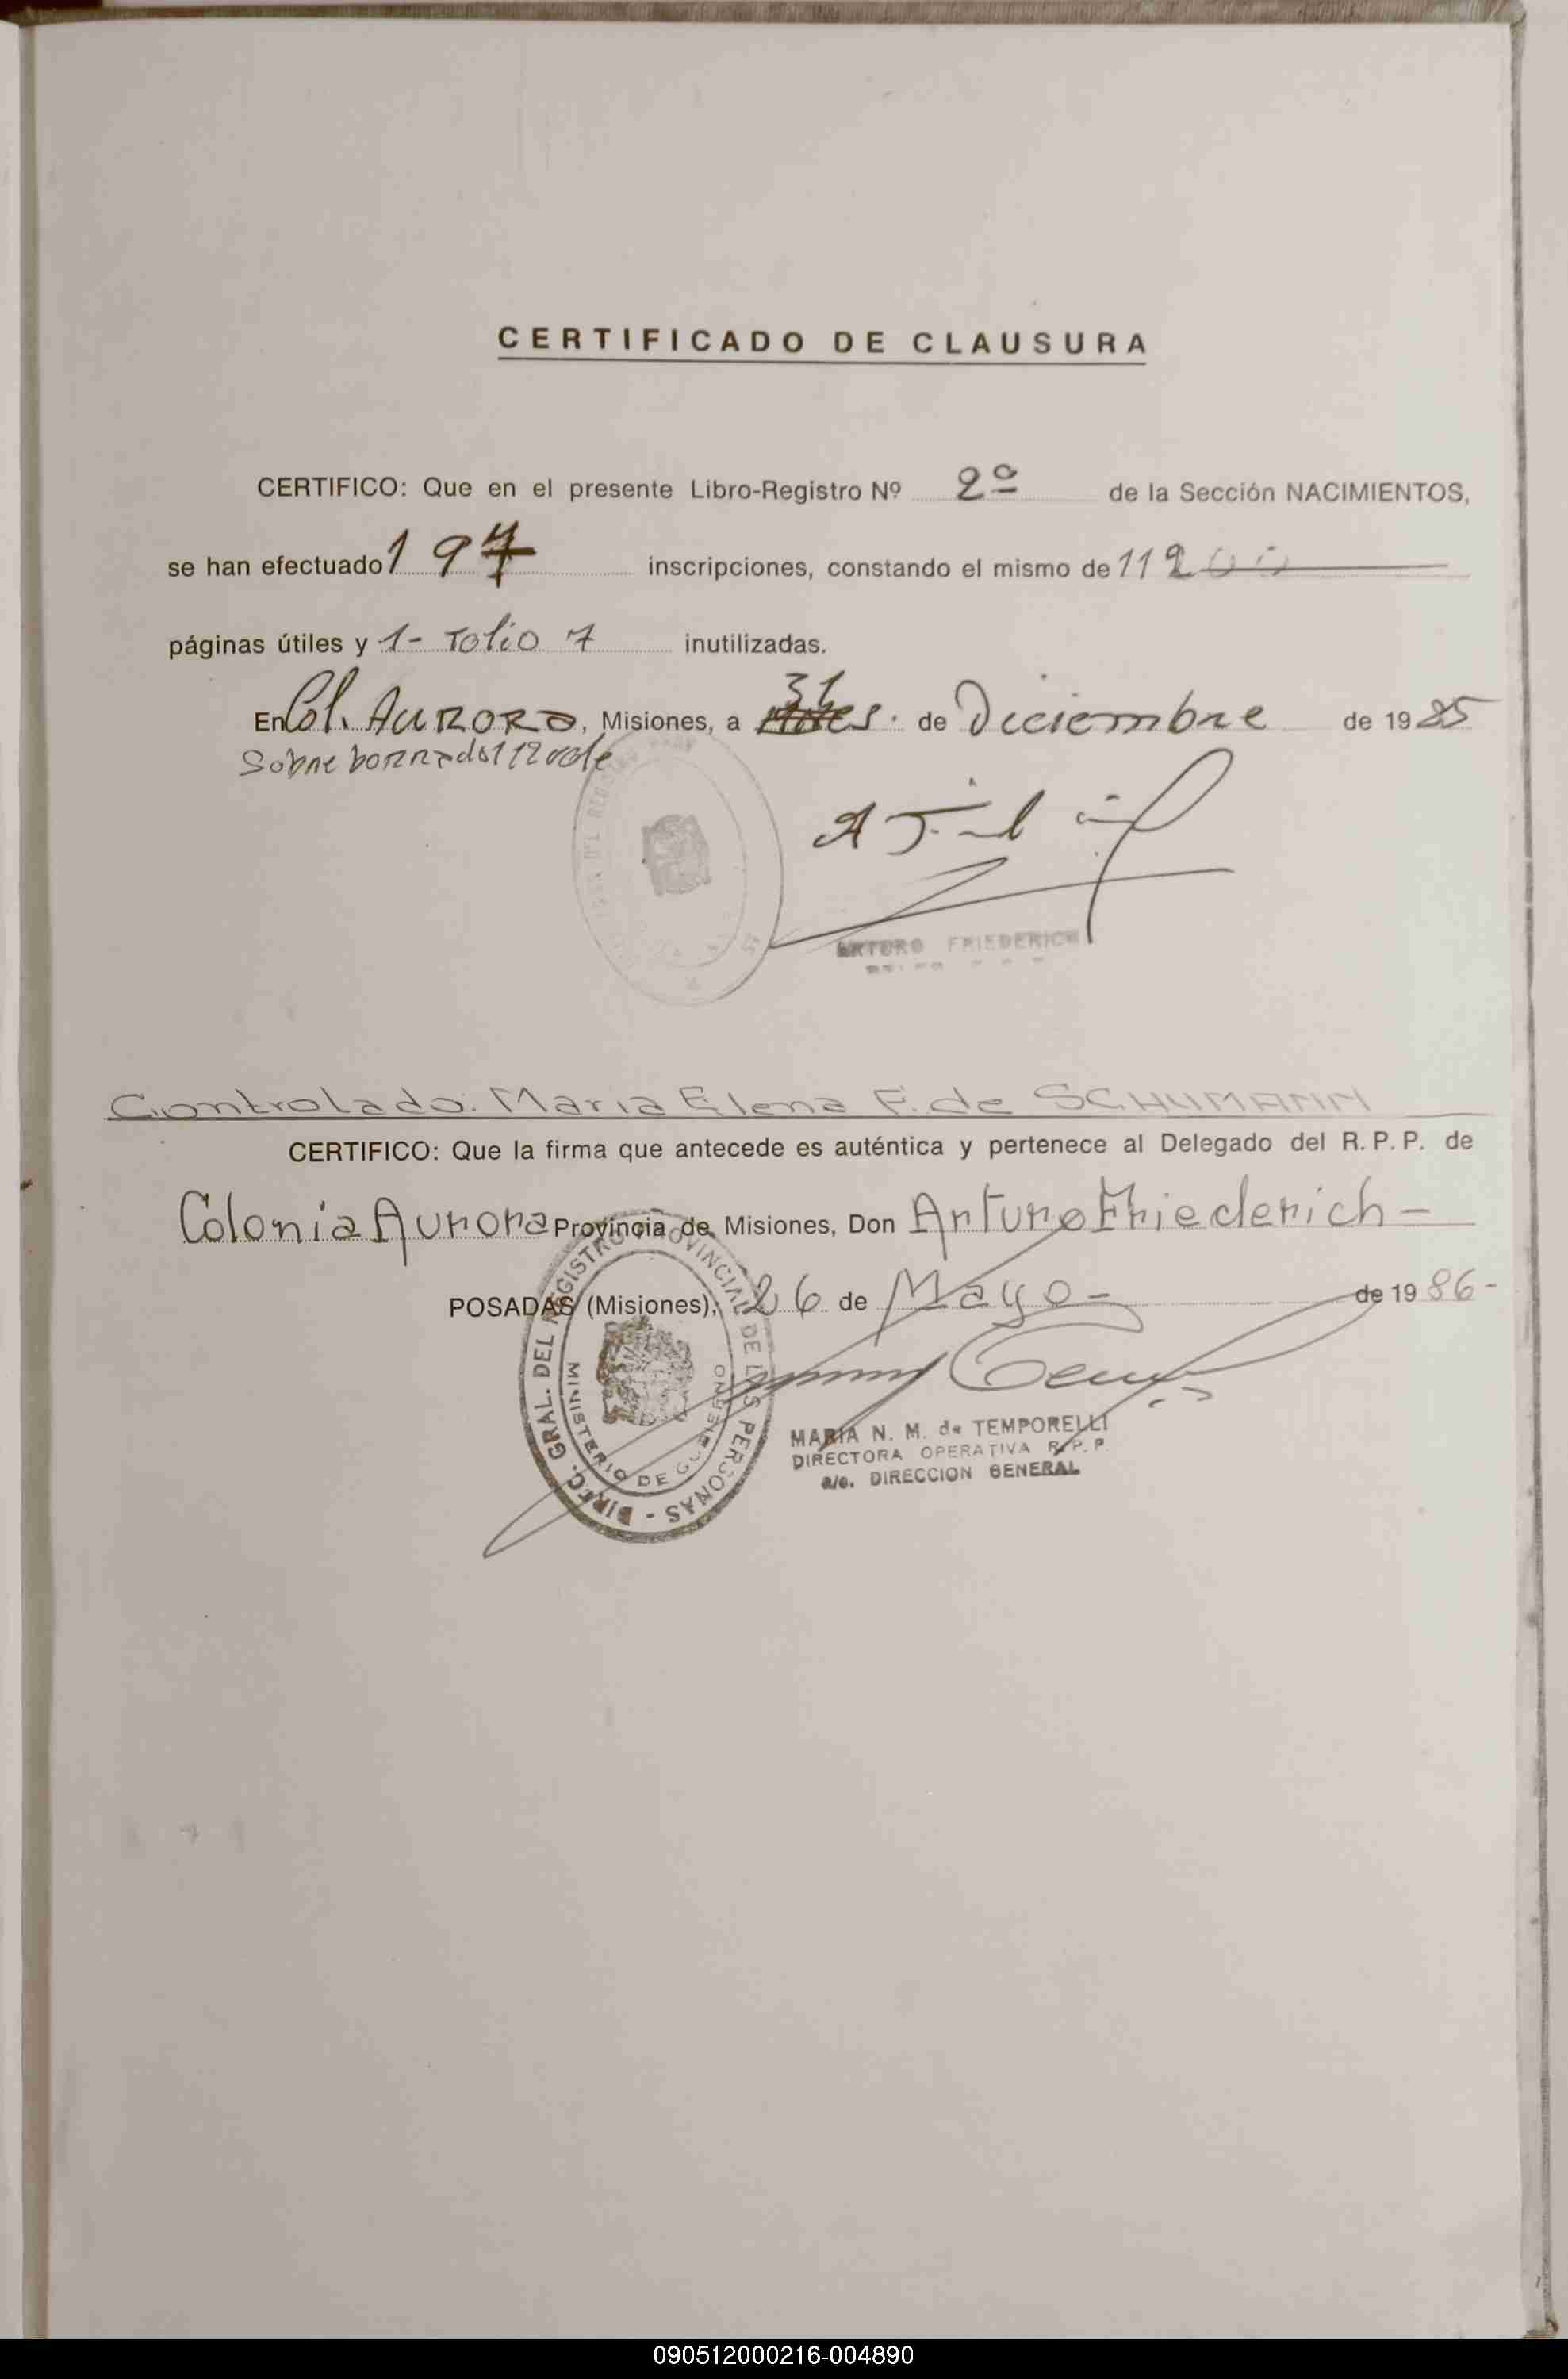 CERTIFICADO DE CLAUSURA
CERTIFICO: Que en el presente Libro-Registro Nº 2º de la Sección NACIMIENTOS,
se han efectuado 197 inscripciones, constando el mismo de 112
páginas útiles y 1- Folio 7 inutilizadas.
En Col. AURORA, Misiones, a 31 de Diciembre de 1985
Sobre borrado 112 vale
ARTURO FRIEDERICH
Controlado: Maria Elena F. de SCHUMANN
CERTIFICO: Que la firma que antecede es auténtica y pertenece al Delegado del R. P. P. de
Colonia Aurora Provincia de Misiones, Don Arturo Friederich -
POSADAS (Misiones), 26 de Mayo - de 1986-
DIREC. GRAL. DEL REGISTRO PROVINCIAL DE LAS PERSONAS -
MINISTERIO DE GOBIERNO
MARIA N. M. de TEMPORELLI
DIRECTORA OPERATIVA R. P. P.
a/c. DIRECCION GENERAL
090512000216-004890